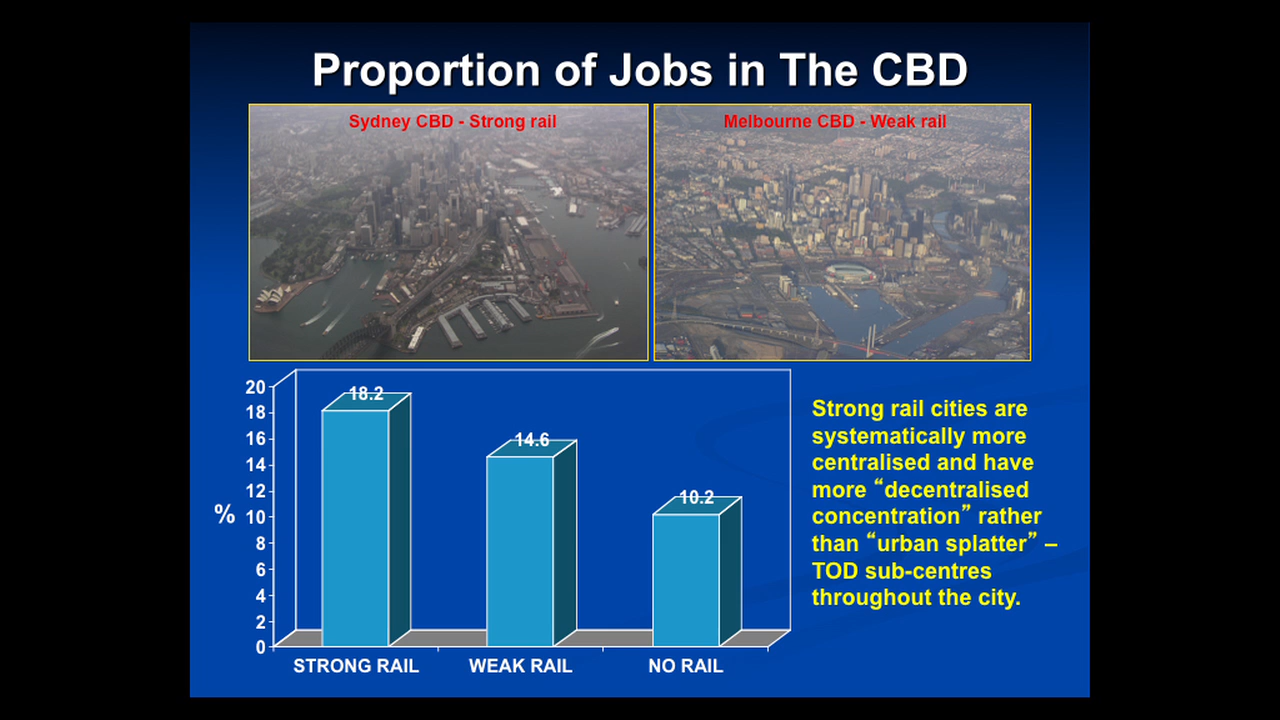 Proportion of Jobs in The CBD
Sydney CBD - Strong rail
Melbourne CBD - Weak rail
20
18
16
14
12
10
8
6
4
2
0
%
18.2
14.6
10.2
STRONG RAIL
WEAK RAIL
NO RAIL
Strong rail cities are
systematically more
centralised and have
more “decentralised
concentration” rather
than “urban splatter” –
TOD sub-centres
throughout the city.